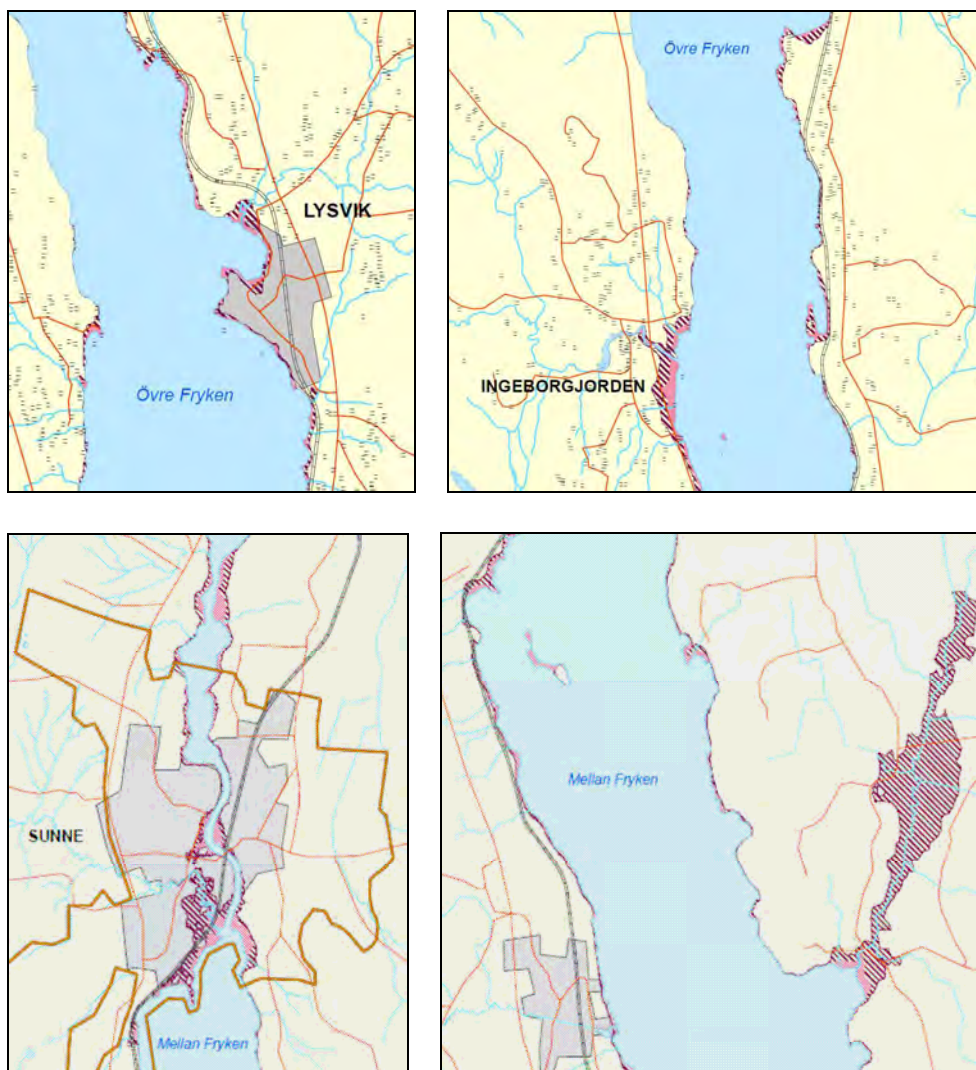 Övre Fryken
LYSVIK
Övre Fryken
INGEBORGJORDEN
SUNNE
Mellan Fryken
Mellan Fryken